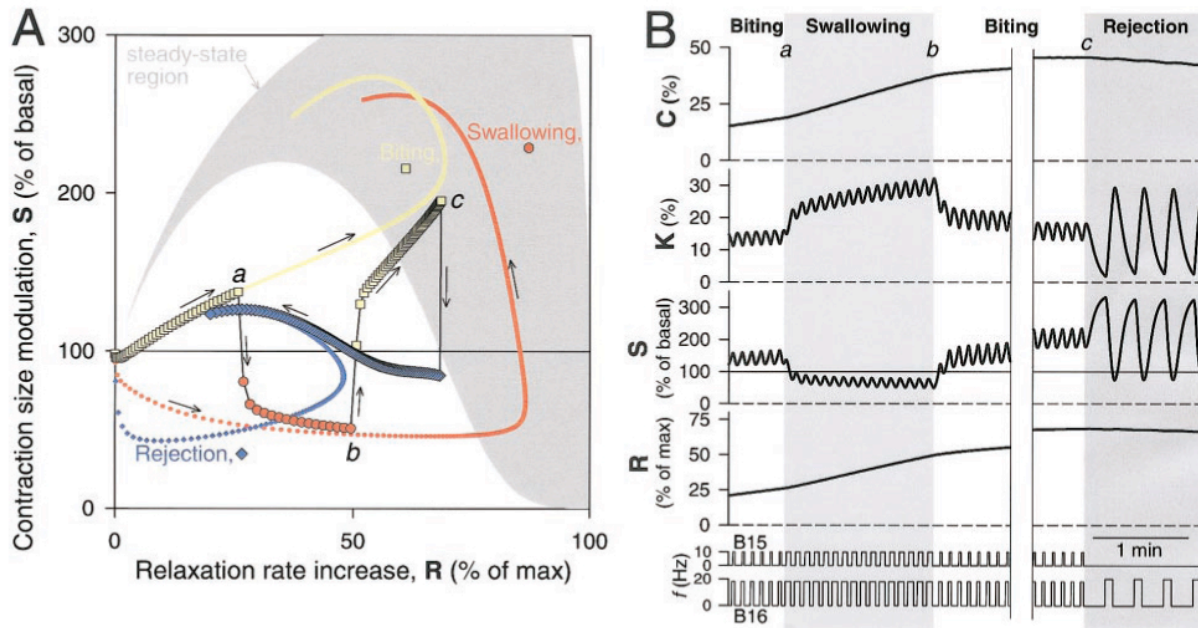 A
300
200
100
0
Contraction size modulation, S (% of basal)
steady-state
region
Biting,
Swallowing,
a
c
b
Rejection,
0
50
100
Relaxation rate increase, R (% of max)
B
Biting
Swallowing
Biting
Rejection
a
b
c
C (%)
50
25
0
K (%)
30
20
10
0
S
(% of basal)
300
200
100
0
R
(% of max)
75
50
25
0
f (Hz)
B15
10
0
20
0
B16
1 min